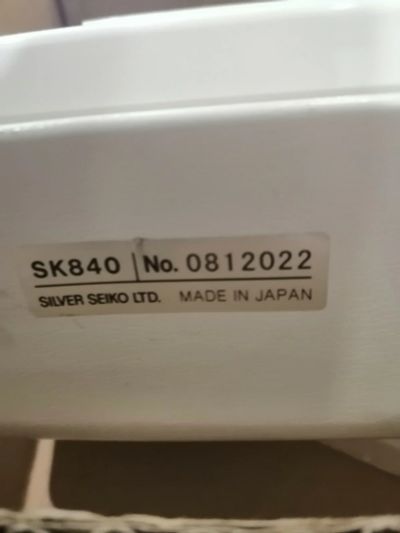 SK840 | No. 0812022
SILVER SEIKO LTD. MADE IN JAPAN